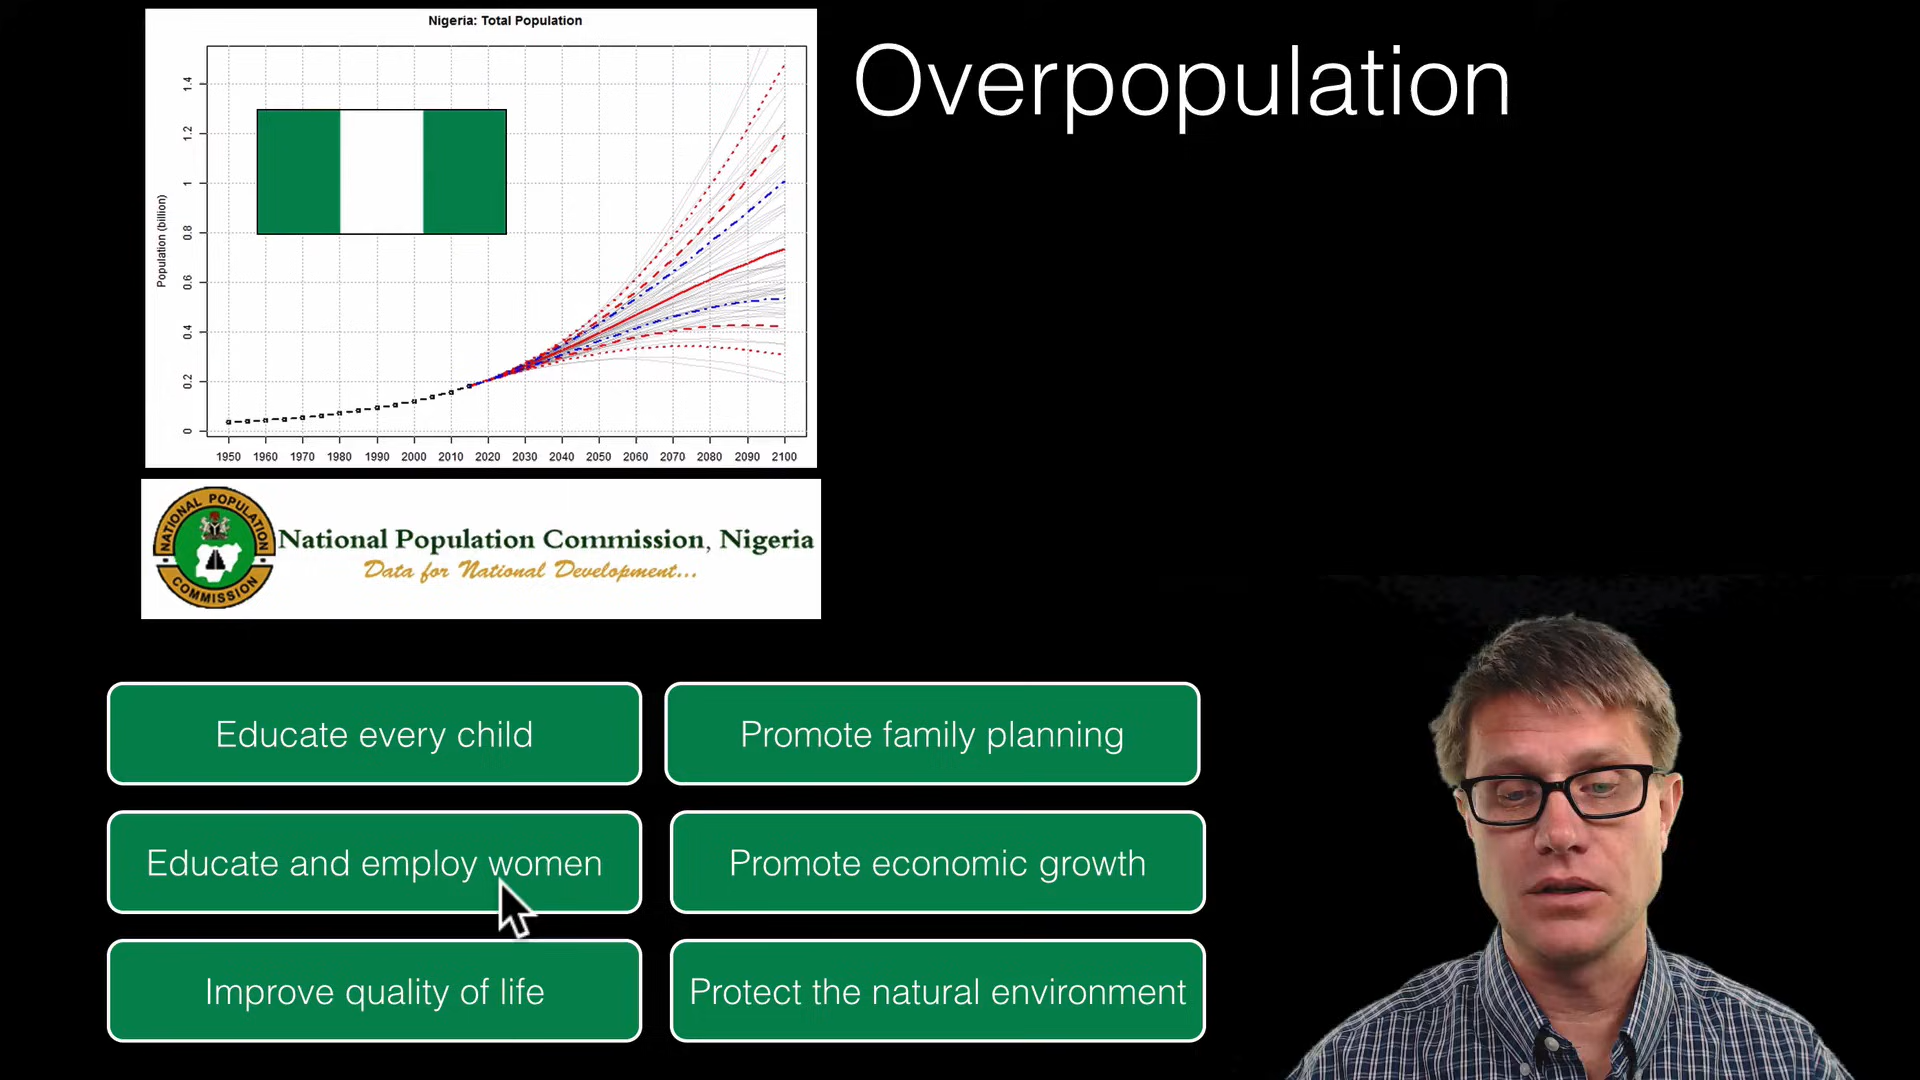 Nigeria: Total Population
Overpopulation
Population (billion)
1.4
1.2
1
0.8
0.6
0.4
0.2
0
1950 1960 1970 1980 1990 2000 2010 2020 2030 2040 2050 2060 2070 2080 2090 2100
NATIONAL POPULATION
COMMISSION
National Population Commission, Nigeria
Data for National Development...
Educate every child
Promote family planning
Educate and employ women
Promote economic growth
Improve quality of life
Protect the natural environment